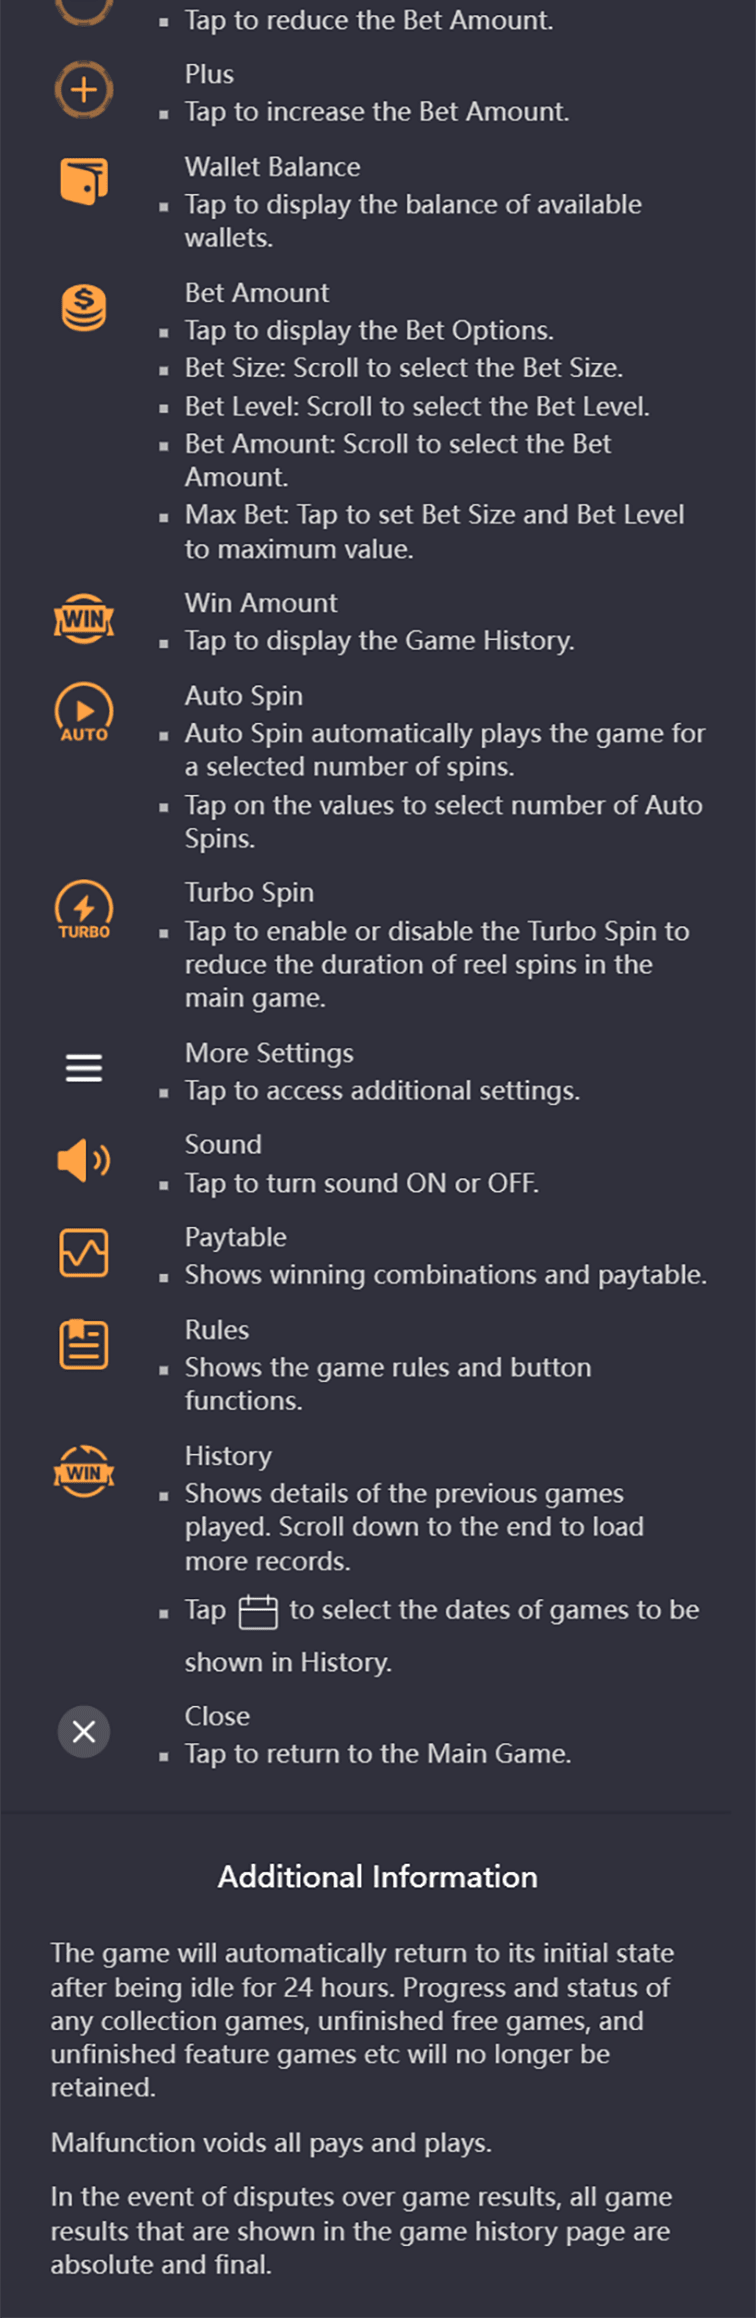 Tap to reduce the Bet Amount.
Plus
Tap to increase the Bet Amount.
Wallet Balance
Tap to display the balance of available
wallets.
Bet Amount
Tap to display the Bet Options.
Bet Size: Scroll to select the Bet Size.
Bet Level: Scroll to select the Bet Level.
Bet Amount: Scroll to select the Bet
Amount.
Max Bet: Tap to set Bet Size and Bet Level
to maximum value.
WIN
Win Amount
Tap to display the Game History.
AUTO
Auto Spin
Auto Spin automatically plays the game for
a selected number of spins.
Tap on the values to select number of Auto
Spins.
TURBO
Turbo Spin
Tap to enable or disable the Turbo Spin to
reduce the duration of reel spins in the
main game.
More Settings
Tap to access additional settings.
Sound
Tap to turn sound ON or OFF.
Paytable
Shows winning combinations and paytable.
Rules
Shows the game rules and button
functions.
WIN
History
Shows details of the previous games
played. Scroll down to the end to load
more records.
Tap to select the dates of games to be
shown in History.
Close
Tap to return to the Main Game.
Additional Information
The game will automatically return to its initial state
after being idle for 24 hours. Progress and status of
any collection games, unfinished free games, and
unfinished feature games etc will no longer be
retained.
Malfunction voids all pays and plays.
In the event of disputes over game results, all game
results that are shown in the game history page are
absolute and final.